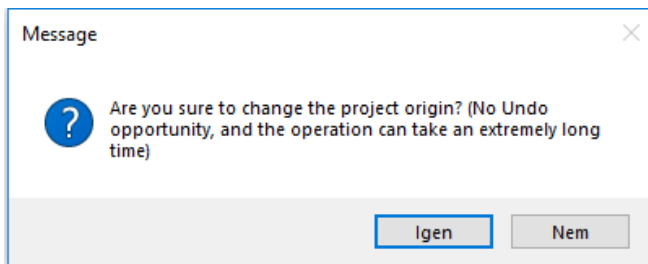 Message
Are you sure to change the project origin? (No Undo
opportunity, and the operation can take an extremely long
time)
Igen
Nem